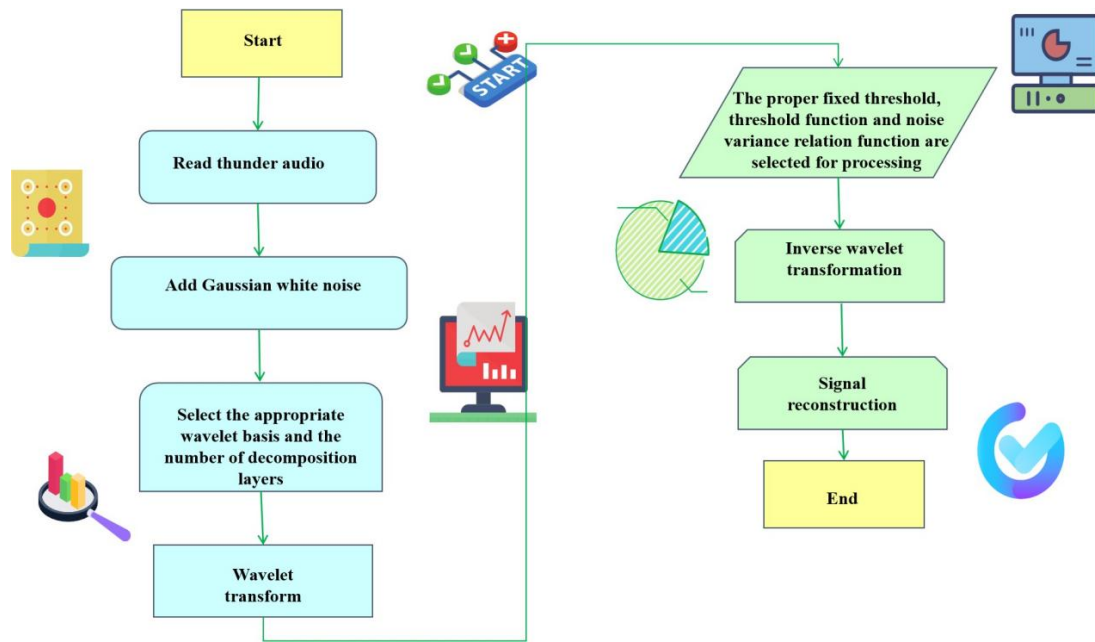 Start
Read thunder audio
Add Gaussian white noise
Select the appropriate
wavelet basis and the
number of decomposition
layers
Wavelet
transform
START
The proper fixed threshold,
threshold function and noise
variance relation function are
selected for processing
Inverse wavelet
transformation
Signal
reconstruction
End